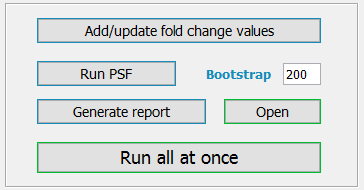 Add/update fold change values
Run PSF Bootstrap 200
Generate report Open
Run all at once